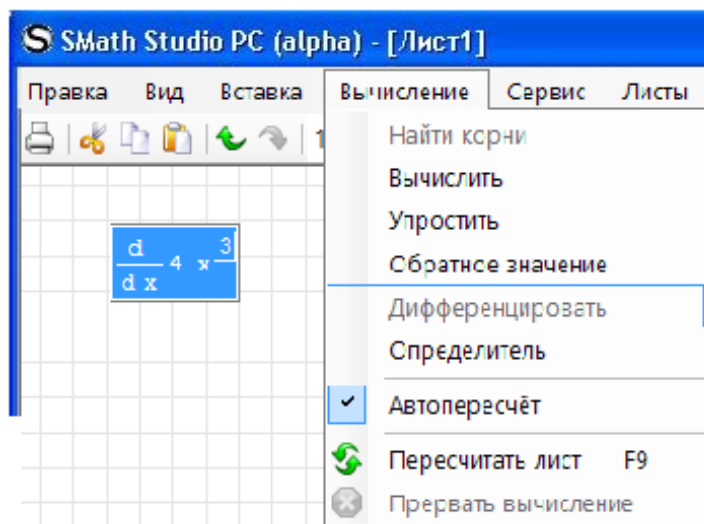 SMath Studio PC (alpha) - [Лист1]
Правка Вид Вставка Вычисление Сервис Листы
Найти корни
Вычислить
Упростить
Обратное значение
Дифференцировать
Определитель
Автопересчёт
Пересчитать лист F9
Прервать вычисление
d
4 x 3
d x